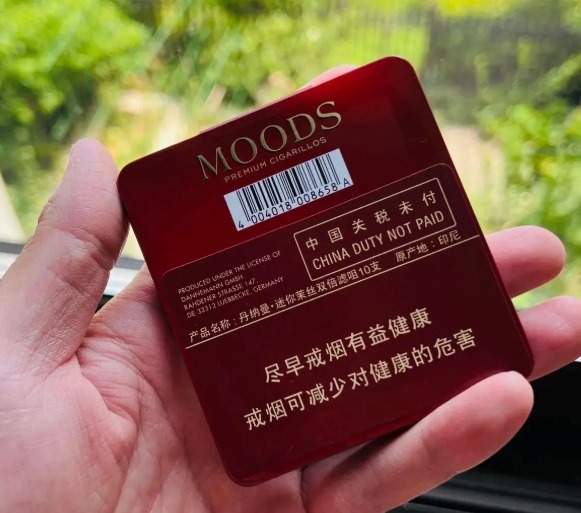 MOODS
PREMIUM CIGARILLOS
4 004018 008658 A
中国关税未付
CHINA DUTY NOT PAID
PRODUCED UNDER THE LICENSE OF
DANNEMANN GMBH
RAHDENER STRASSE 147
DE 32312 LUEBBECKE, GERMANY
产品名称:丹纳曼·迷你茉丝双倍滤咀10支 原产地:印尼
尽早戒烟有益健康
戒烟可减少对健康的危害